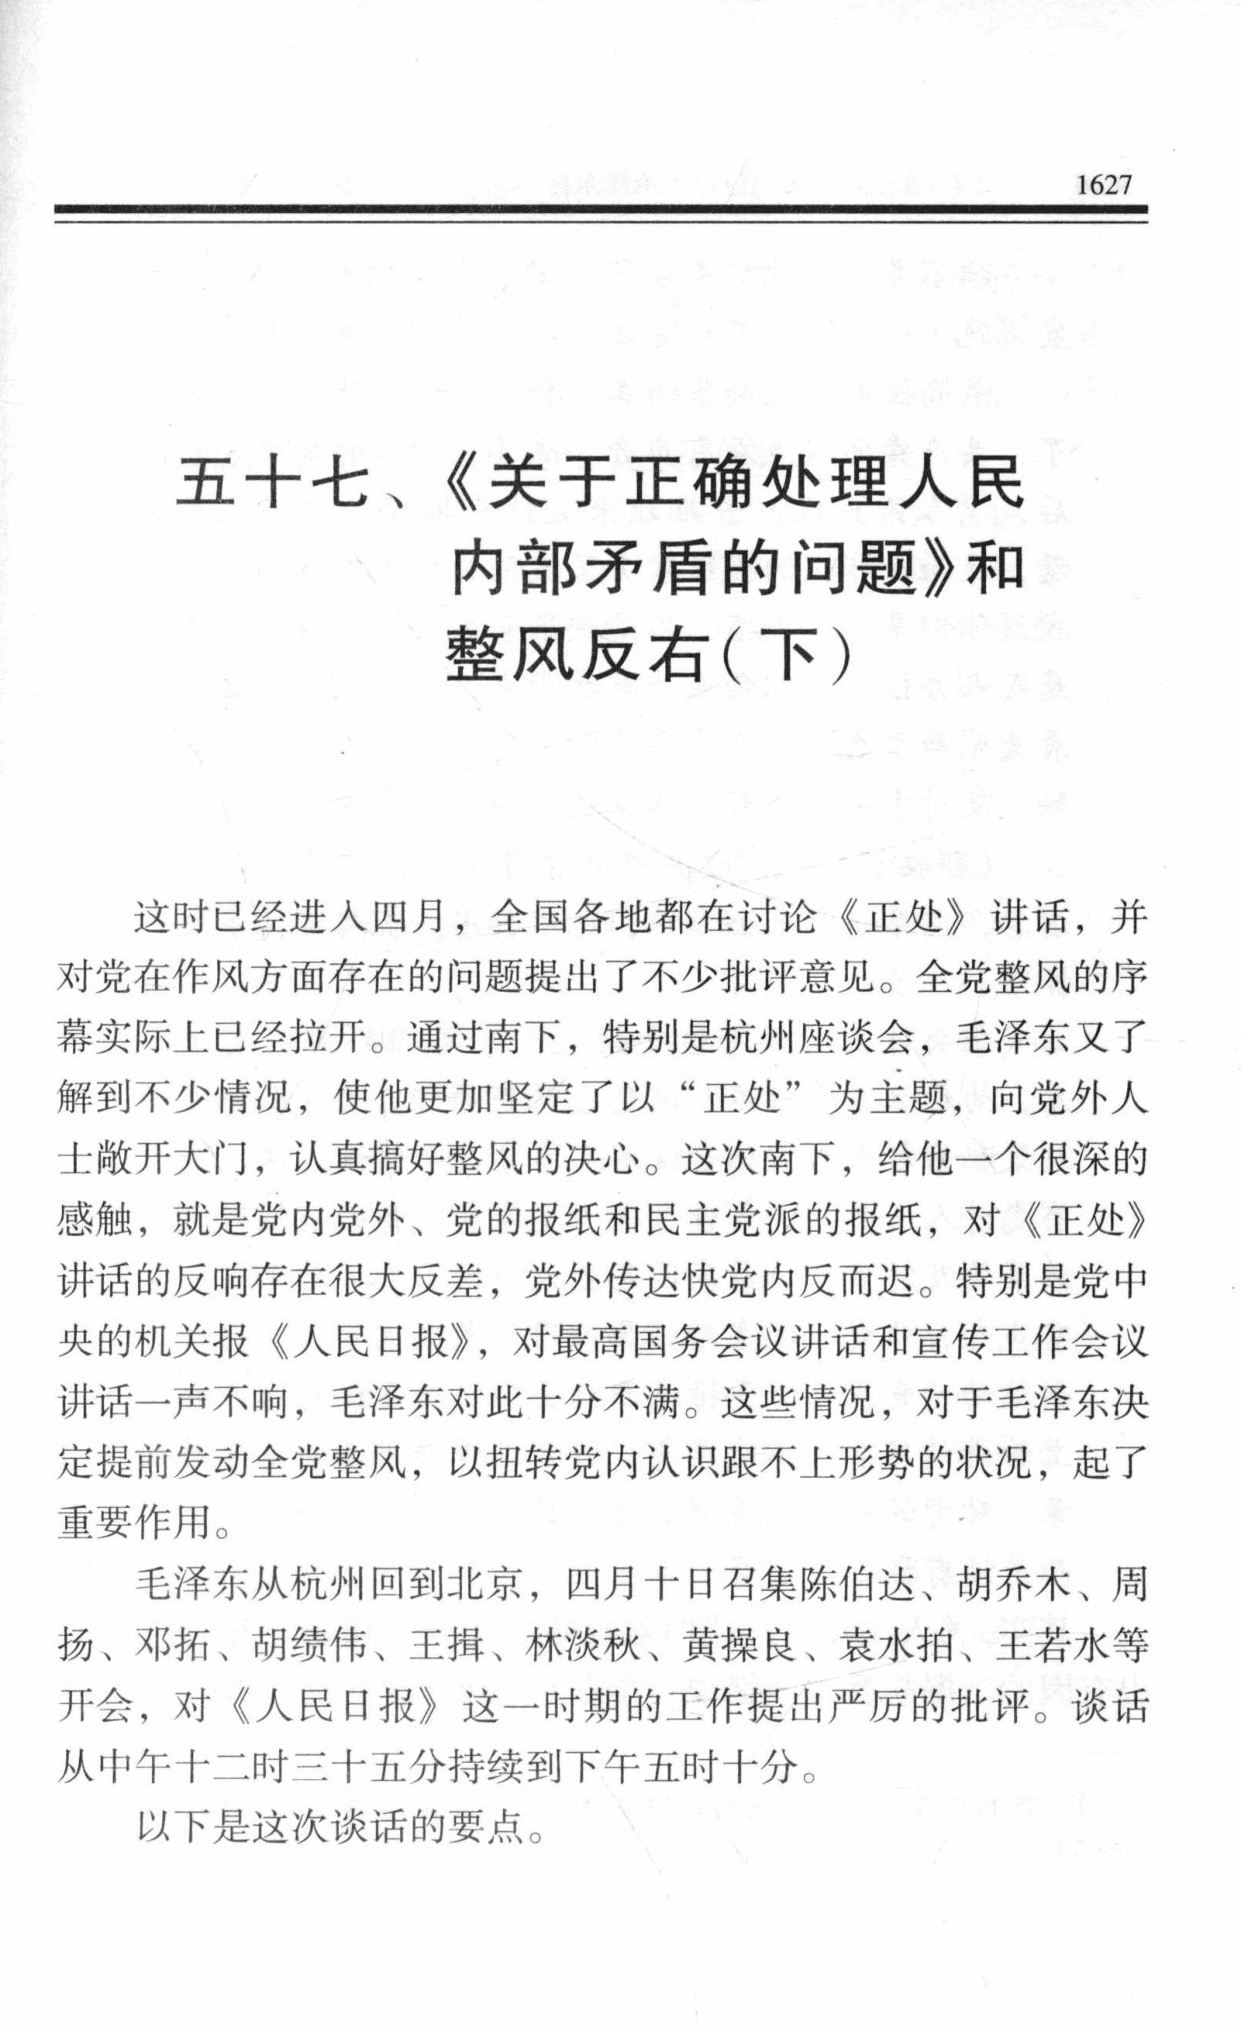 1627
五十七、《关于正确处理人民
内部矛盾的问题》和
整风反右(下)
这时已经进入四月，全国各地都在讨论《正处》讲话，并
对党在作风方面存在的问题提出了不少批评意见。全党整风的序
幕实际上已经拉开。通过南下，特别是杭州座谈会，毛泽东又了
解到不少情况，使他更加坚定了以“正处”为主题，向党外人
士敞开大门，认真搞好整风的决心。这次南下，给他一个很深的
感触，就是党内党外、党的报纸和民主党派的报纸，对《正处》
讲话的反响存在很大反差，党外传达快党内反而迟。特别是党中
央的机关报《人民日报》，对最高国务会议讲话和宣传工作会议
讲话一声不响，毛泽东对此十分不满。这些情况，对于毛泽东决
定提前发动全党整风，以扭转党内认识跟不上形势的状况，起了
重要作用。
毛泽东从杭州回到北京，四月十日召集陈伯达、胡乔木、周
扬、邓拓、胡绩伟、王揖、林淡秋、黄操良、袁水拍、王若水等
开会，对《人民日报》这一时期的工作提出严厉的批评。谈话
从中午十二时三十五分持续到下午五时十分。
以下是这次谈话的要点。